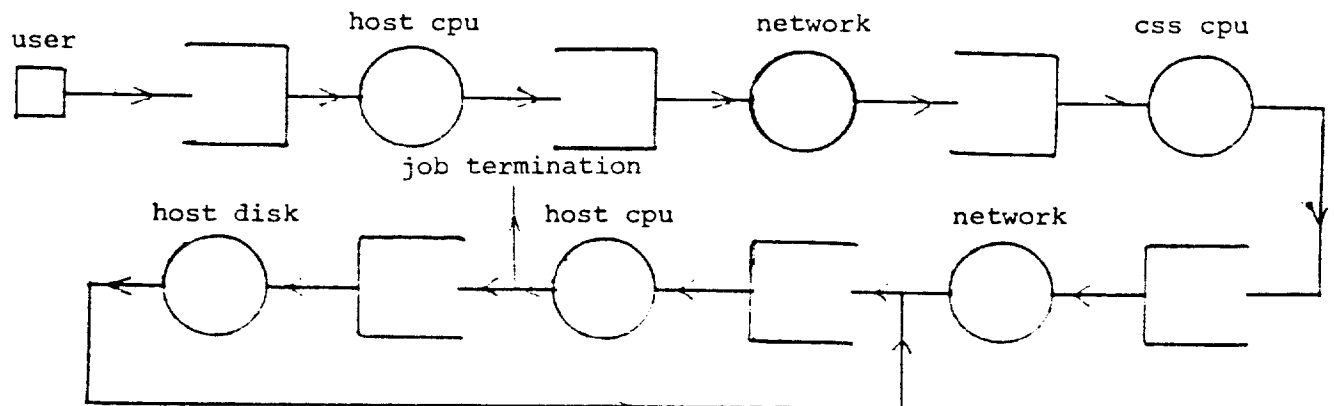 user
host cpu
network
css cpu
job termination
host disk
host cpu
network